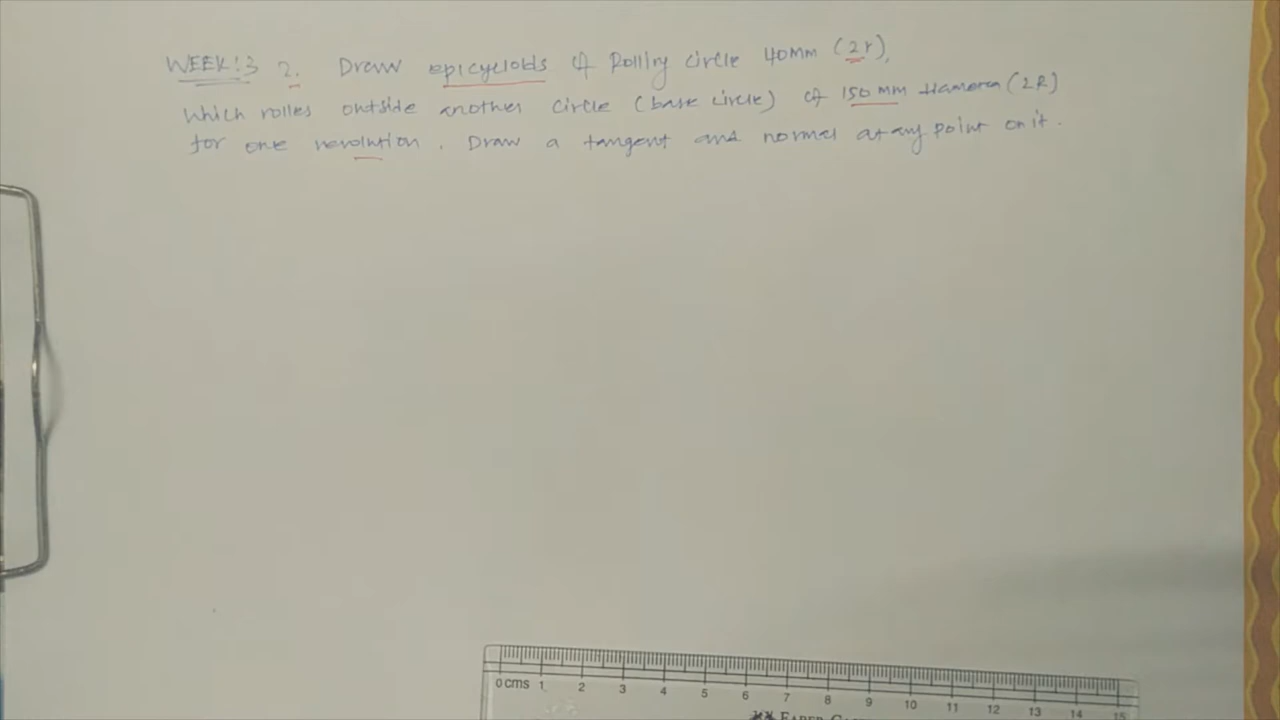 WEEK:3 2. Draw epicycloids of Rolling circle 40mm (2r),
which rolles outside another circle (base circle) of 150 mm diameter (2R)
for one revolution. Draw a tangent and normal at any point on it.
0 cms 1 2 3 4 5 6 7 8 9 10 11 12 13 14 15